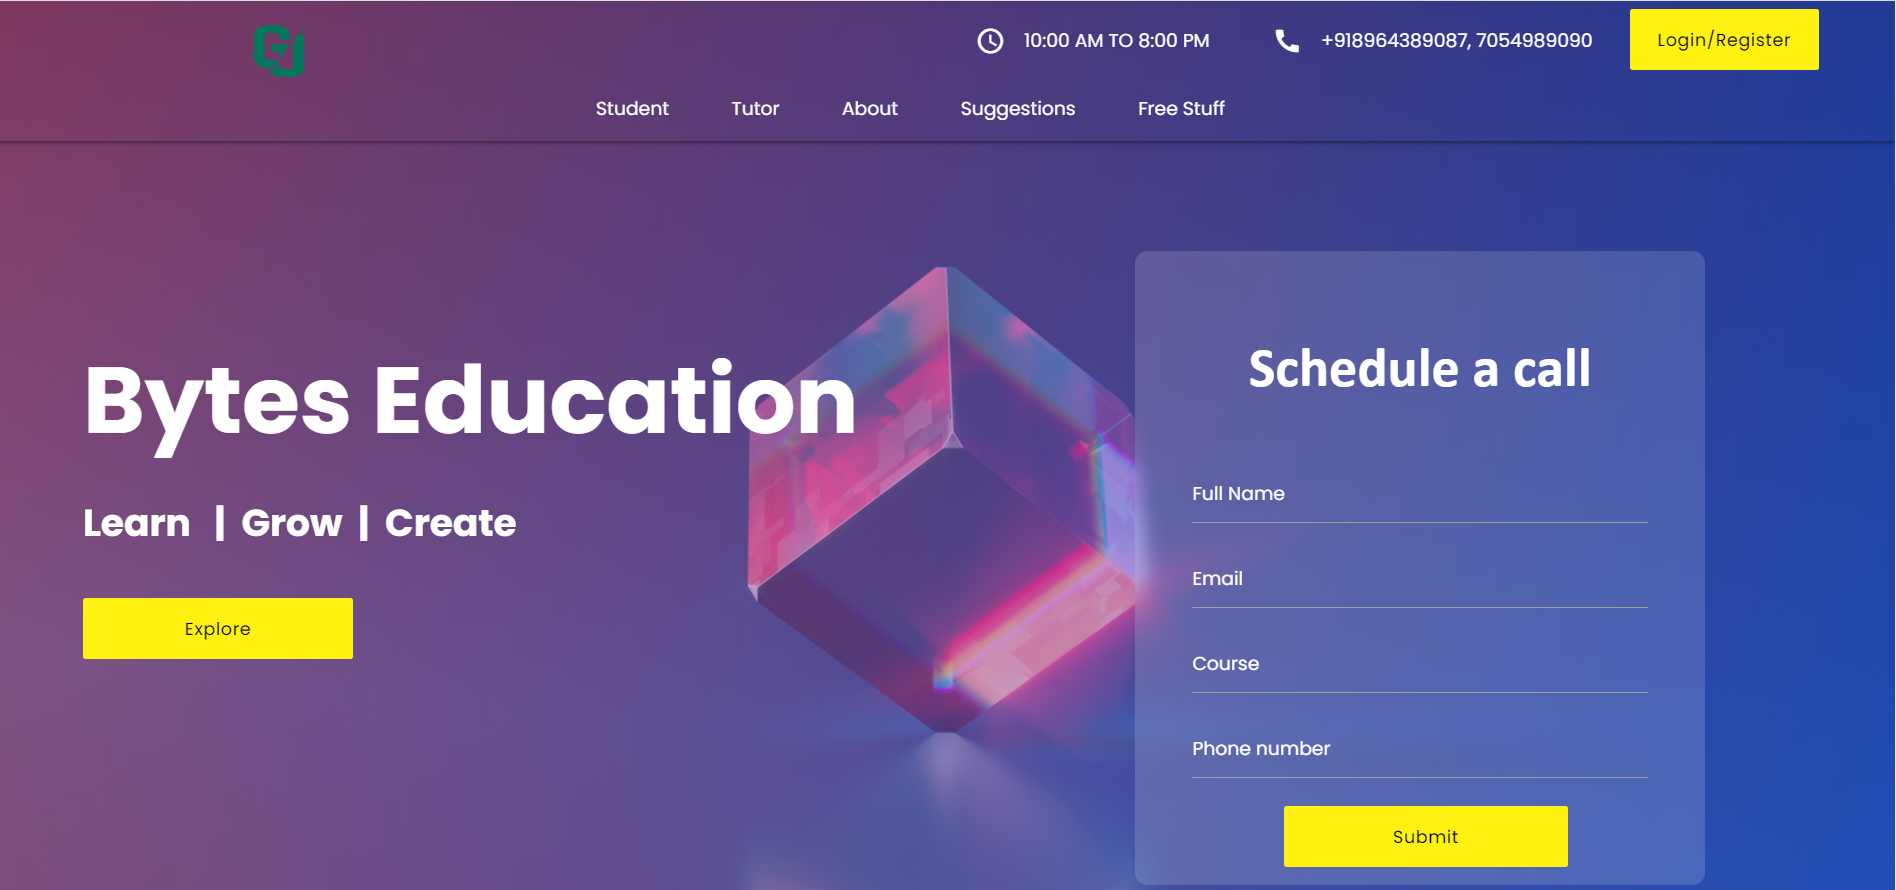 10:00 AM TO 8:00 PM
+918964389087, 7054989090
Login/Register
Student Tutor About Suggestions Free Stuff
Bytes Education
Learn | Grow | Create
Explore
Schedule a call
Full Name
Email
Course
Phone number
Submit